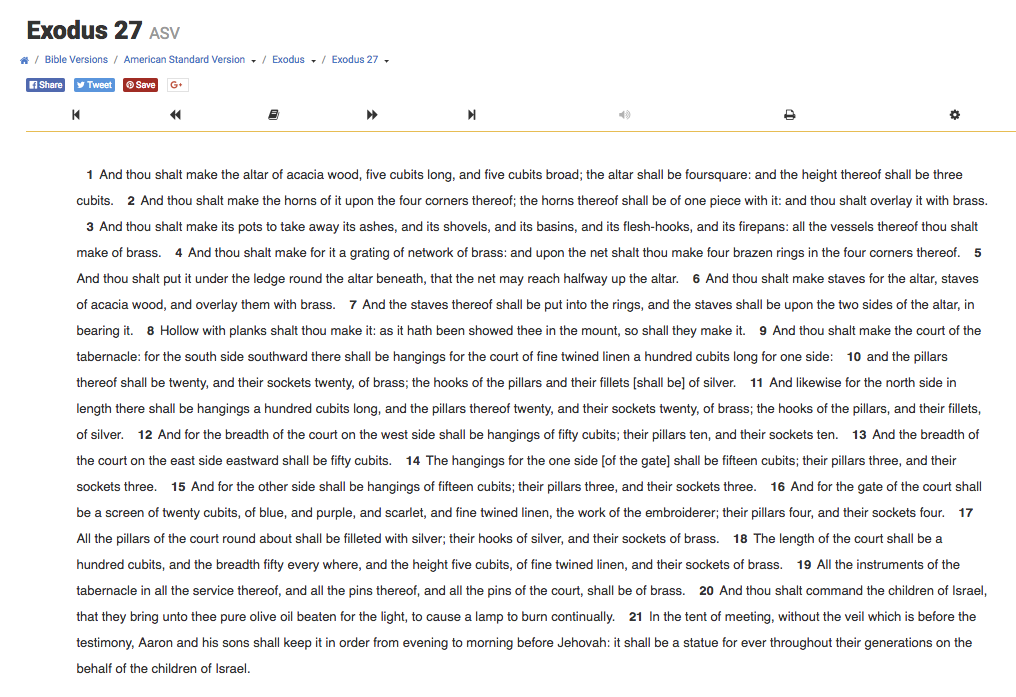 Exodus 27 ASV
/ Bible Versions / American Standard Version / Exodus / Exodus 27
Share Tweet Save G+
1 And thou shalt make the altar of acacia wood, five cubits long, and five cubits broad; the altar shall be foursquare: and the height thereof shall be three
cubits. 2 And thou shalt make the horns of it upon the four corners thereof; the horns thereof shall be of one piece with it: and thou shalt overlay it with brass.
3 And thou shalt make its pots to take away its ashes, and its shovels, and its basins, and its flesh-hooks, and its firepans: all the vessels thereof thou shalt
make of brass. 4 And thou shalt make for it a grating of network of brass: and upon the net shalt thou make four brazen rings in the four corners thereof. 5
And thou shalt put it under the ledge round the altar beneath, that the net may reach halfway up the altar. 6 And thou shalt make staves for the altar, staves
of acacia wood, and overlay them with brass. 7 And the staves thereof shall be put into the rings, and the staves shall be upon the two sides of the altar, in
bearing it. 8 Hollow with planks shalt thou make it: as it hath been showed thee in the mount, so shall they make it. 9 And thou shalt make the court of the
tabernacle: for the south side southward there shall be hangings for the court of fine twined linen a hundred cubits long for one side: 10 and the pillars
thereof shall be twenty, and their sockets twenty, of brass; the hooks of the pillars and their fillets [shall be] of silver. 11 And likewise for the north side in
length there shall be hangings a hundred cubits long, and the pillars thereof twenty, and their sockets twenty, of brass; the hooks of the pillars, and their fillets,
of silver. 12 And for the breadth of the court on the west side shall be hangings of fifty cubits; their pillars ten, and their sockets ten. 13 And the breadth of
the court on the east side eastward shall be fifty cubits. 14 The hangings for the one side [of the gate] shall be fifteen cubits; their pillars three, and their
sockets three. 15 And for the other side shall be hangings of fifteen cubits; their pillars three, and their sockets three. 16 And for the gate of the court shall
be a screen of twenty cubits, of blue, and purple, and scarlet, and fine twined linen, the work of the embroiderer; their pillars four, and their sockets four. 17
All the pillars of the court round about shall be filleted with silver; their hooks of silver, and their sockets of brass. 18 The length of the court shall be a
hundred cubits, and the breadth fifty every where, and the height five cubits, of fine twined linen, and their sockets of brass. 19 All the instruments of the
tabernacle in all the service thereof, and all the pins thereof, and all the pins of the court, shall be of brass. 20 And thou shalt command the children of Israel,
that they bring unto thee pure olive oil beaten for the light, to cause a lamp to burn continually. 21 In the tent of meeting, without the veil which is before the
testimony, Aaron and his sons shall keep it in order from evening to morning before Jehovah: it shall be a statue for ever throughout their generations on the
behalf of the children of Israel.